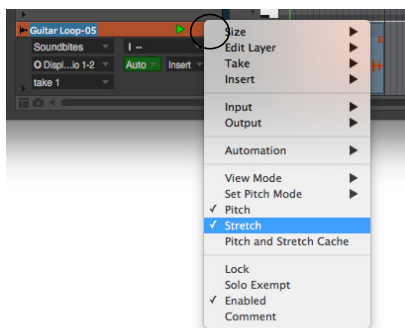 Guitar Loop-05
Soundbites
I --
O Displ...io 1-2
Auto
Insert
take 1
Size
Edit Layer
Take
Insert
Input
Output
Automation
View Mode
Set Pitch Mode
✓ Pitch
✓ Stretch
Pitch and Stretch Cache
Lock
Solo Exempt
✓ Enabled
Comment